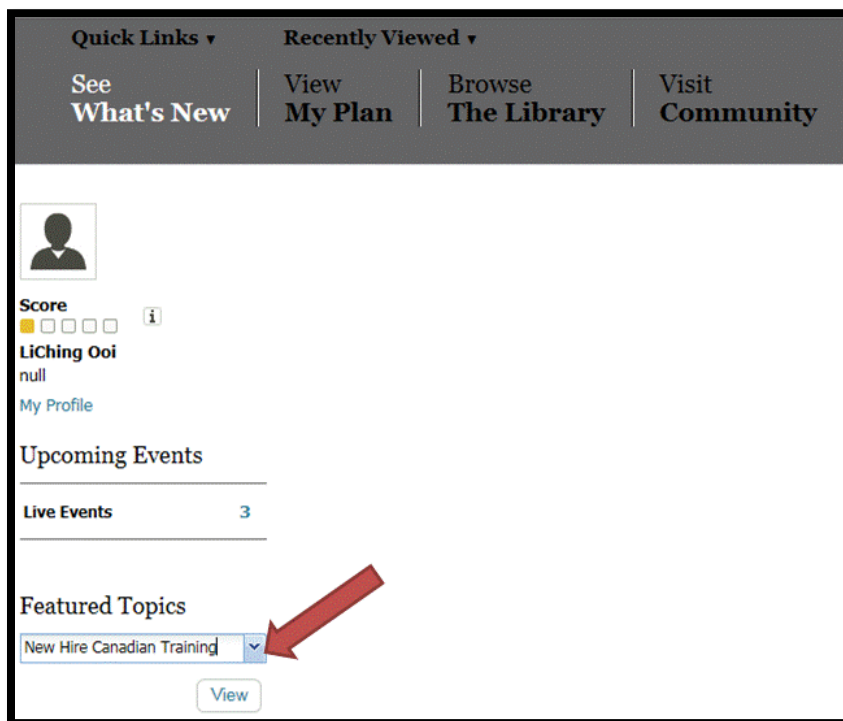 Quick Links ▾ Recently Viewed ▾
See View Browse Visit
What's New My Plan The Library Community
Score
i
LiChing Ooi
null
My Profile
Upcoming Events
Live Events 3
Featured Topics
New Hire Canadian Training
View